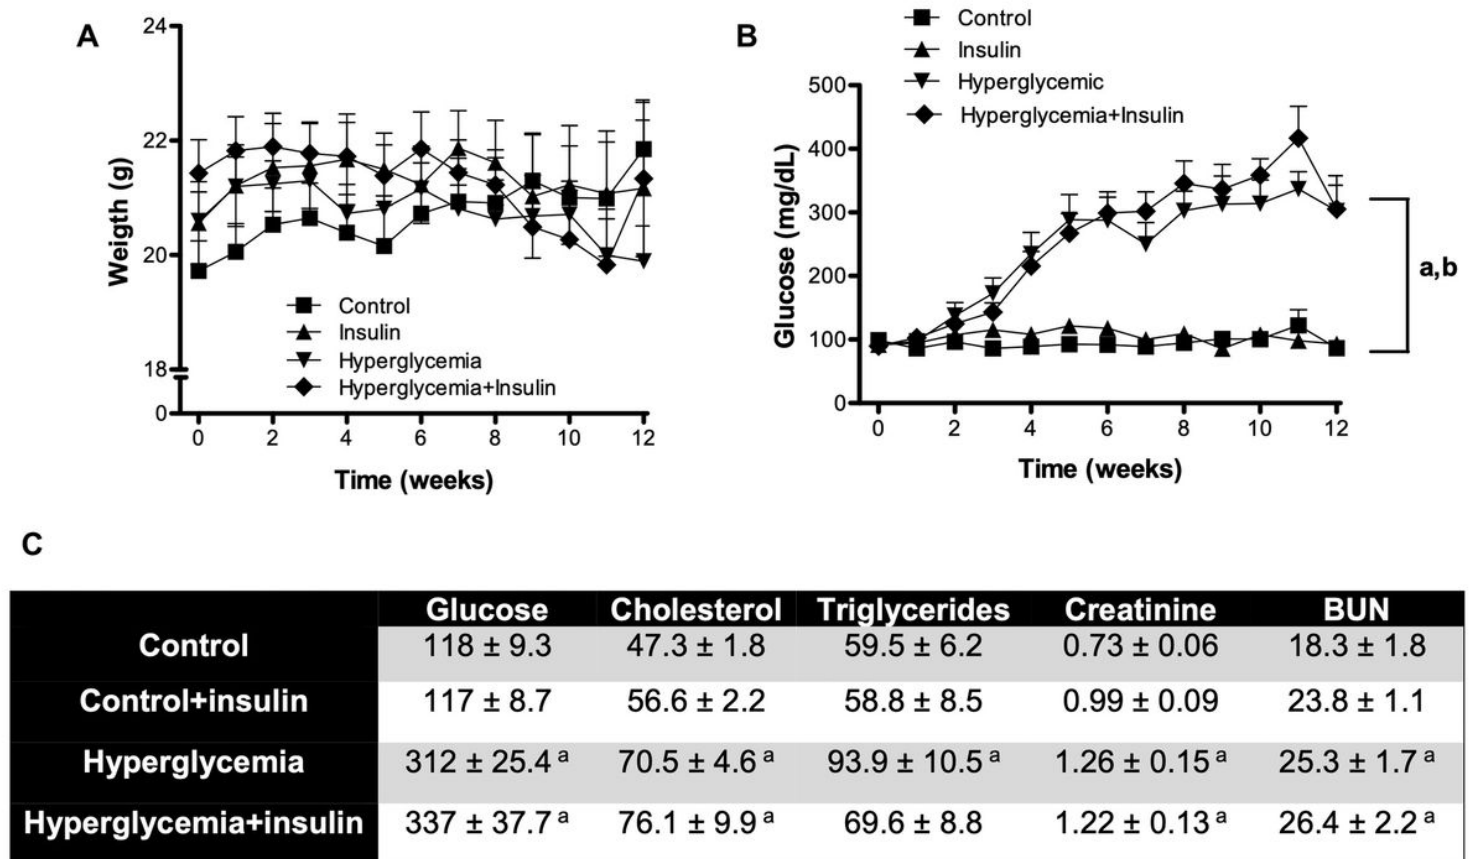 A
24
22
20
18
0
Weigth (g)
Control
Insulin
Hyperglycemia
Hyperglycemia+Insulin
0 2 4 6 8 10 12
Time (weeks)
B
Control
Insulin
Hyperglycemic
Hyperglycemia+Insulin
500
400
300
200
100
0
Glucose (mg/dL)
a,b
0 2 4 6 8 10 12
Time (weeks)
C
Glucose Cholesterol Triglycerides Creatinine BUN
Control 118 ± 9.3 47.3 ± 1.8 59.5 ± 6.2 0.73 ± 0.06 18.3 ± 1.8
Control+insulin 117 ± 8.7 56.6 ± 2.2 58.8 ± 8.5 0.99 ± 0.09 23.8 ± 1.1
Hyperglycemia 312 ± 25.4 a 70.5 ± 4.6 a 93.9 ± 10.5 a 1.26 ± 0.15 a 25.3 ± 1.7 a
Hyperglycemia+insulin 337 ± 37.7 a 76.1 ± 9.9 a 69.6 ± 8.8 1.22 ± 0.13 a 26.4 ± 2.2 a